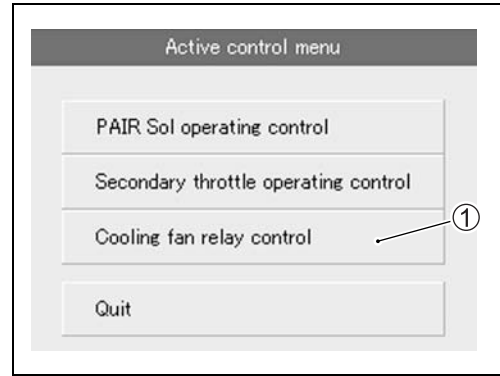 Active control menu
PAIR Sol operating control
Secondary throttle operating control
Cooling fan relay control
①
Quit